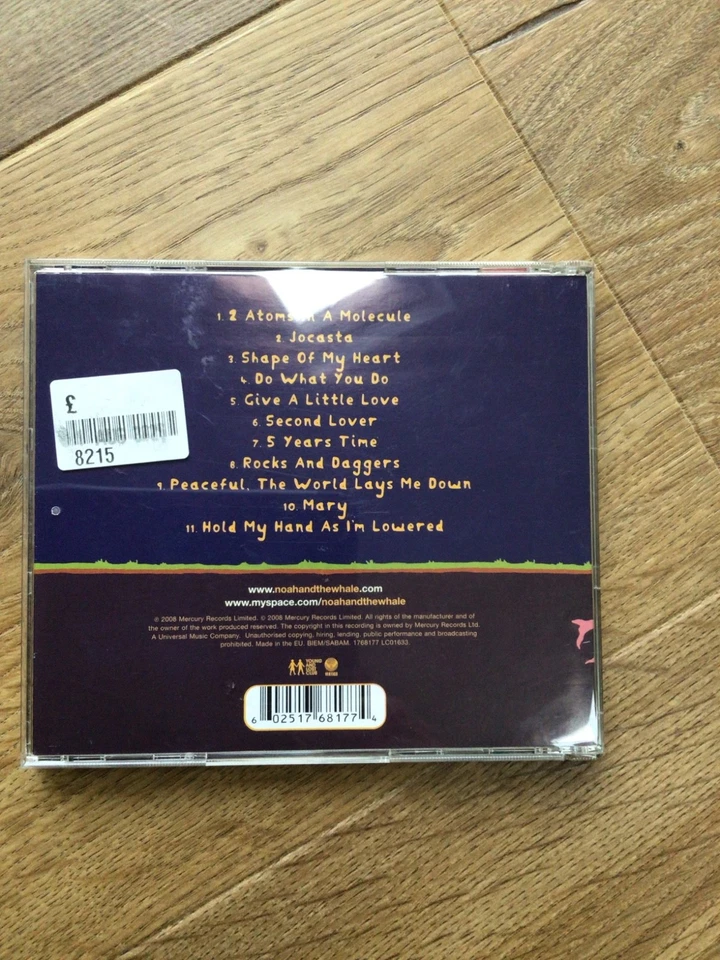 1. 2 Atoms In A Molecule
2. Jocasta
3. Shape Of My Heart
4. Do What You Do
5. Give A Little Love
6. Second Lover
7. 5 Years Time
8. Rocks And Daggers
9. Peaceful, The World Lays Me Down
10. Mary
11. Hold My Hand As I'm Lowered
£
8215
www.noahandthewhale.com
www.myspace.com/noahandthewhale
℗ 2008 Mercury Records Limited. © 2008 Mercury Records Limited. All rights of the manufacturer and of
the owner of the work produced reserved. The copyright in this recording is owned by Mercury Records Ltd.
A Universal Music Company. Unauthorised copying, hiring, lending, public performance and broadcasting
prohibited. Made in the EU. BIEM/SABAM. 1768177 LC01633.
YOUNG
AND
LOST
CLUB
6 02517 68177 4